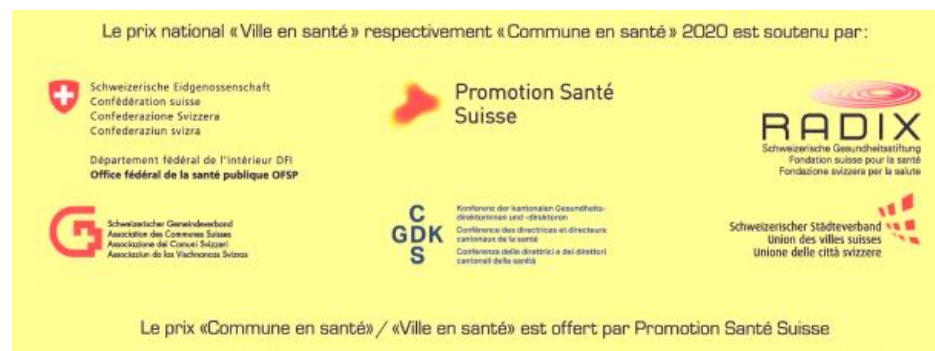 Le prix national «Ville en santé» respectivement «Commune en santé» 2020 est soutenu par:
Schweizerische Eidgenossenschaft
Confédération suisse
Confederazione Svizzera
Confederaziun svizra
Département fédéral de l'intérieur DFI
Office fédéral de la santé publique OFSP
Promotion Santé
Suisse
RADIX
Schweizerische Gesundheitsstiftung
Fondation suisse pour la santé
Fondazione svizzera per la salute
Schweizerischer Gemeindeverband
Association des Communes Suisses
Associazione dei Comuni Svizzeri
Associaziun da las Vischnancas Svizras
C
GDK
S
Konferenz der kantonalen Gesundheits-
direktorinnen und -direktoren
Conférence des directrices et directeurs
cantonaux de la santé
Conferenza delle direttrici e dei direttori
cantonali della sanità
Schweizerischer Städteverband
Union des villes suisses
Unione delle città svizzere
Le prix «Commune en santé» / «Ville en santé» est offert par Promotion Santé Suisse